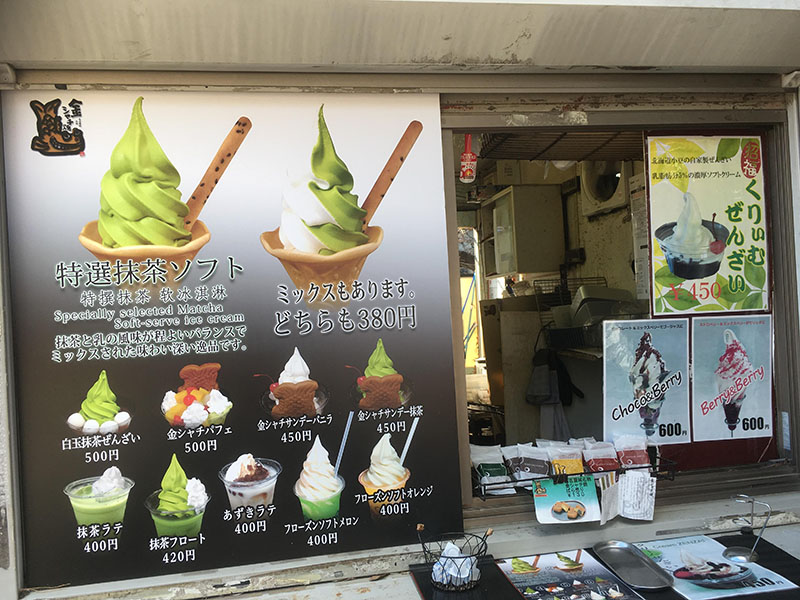 特選抹茶ソフト
特撰抹茶 软冰淇淋
Specially selected Matcha
Soft-serve ice cream
抹茶と乳の風味が程よいバランスで
ミックスされた味わい深い逸品です。
ミックスもあります。
どちらも380円
白玉抹茶ぜんざい
500円
金シャチパフェ
500円
金シャチサンデーバニラ
450円
金シャチサンデー抹茶
450円
抹茶ラテ
400円
抹茶フロート
420円
あずきラテ
400円
フローズンソフトメロン
400円
フローズンソフトオレンジ
400円
くりぃむ
ぜんざい
¥450
Choco&Berry
600円
Berry&Berry
600円